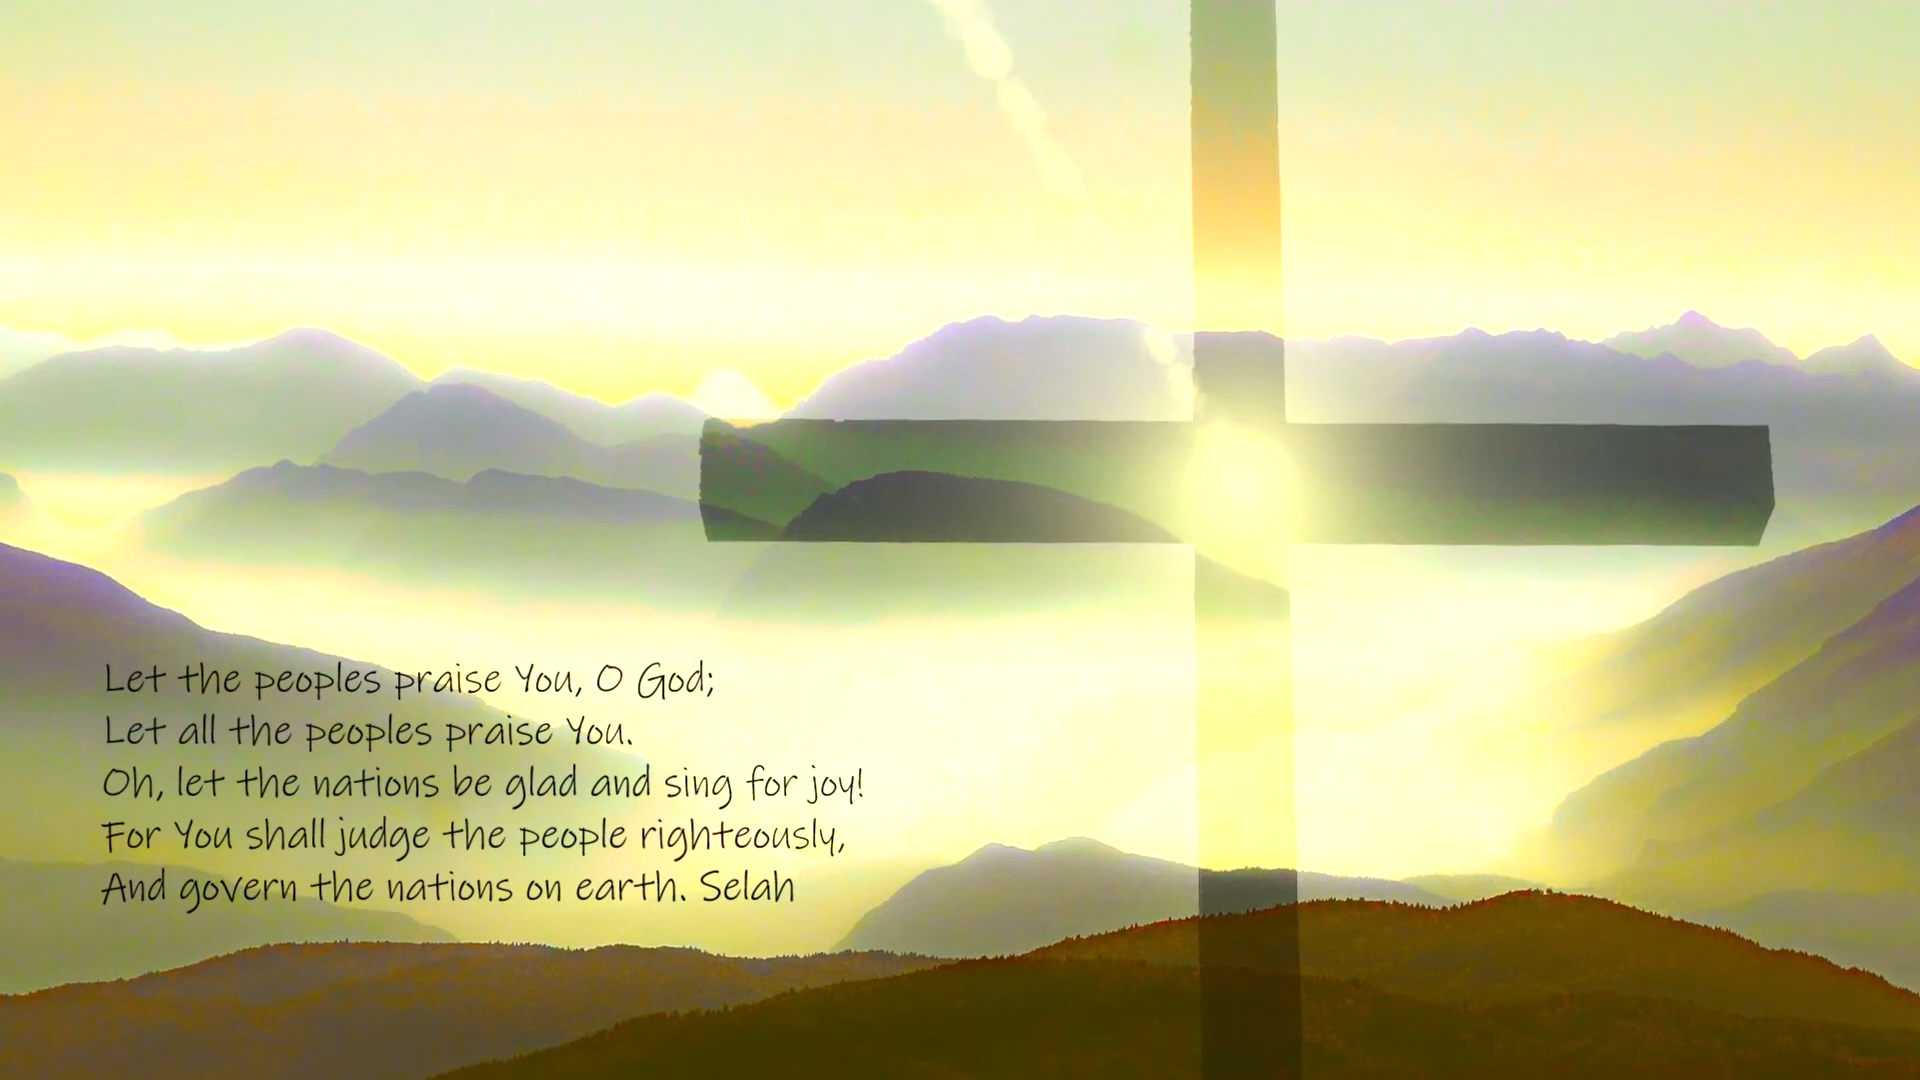 Let the peoples praise You, O God;
Let all the peoples praise You.
Oh, let the nations be glad and sing for joy!
For You shall judge the people righteously,
And govern the nations on earth. Selah